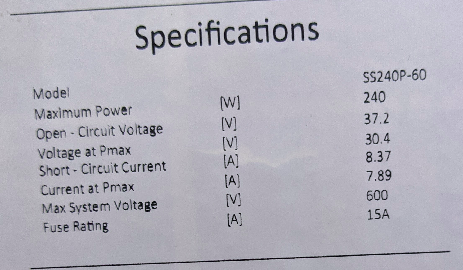 Specifications
Model SS240P-60
Maximum Power [W] 240
Open - Circuit Voltage [V] 37.2
Voltage at Pmax [V] 30.4
Short - Circuit Current [A] 8.37
Current at Pmax [A] 7.89
Max System Voltage [V] 600
Fuse Rating [A] 15A